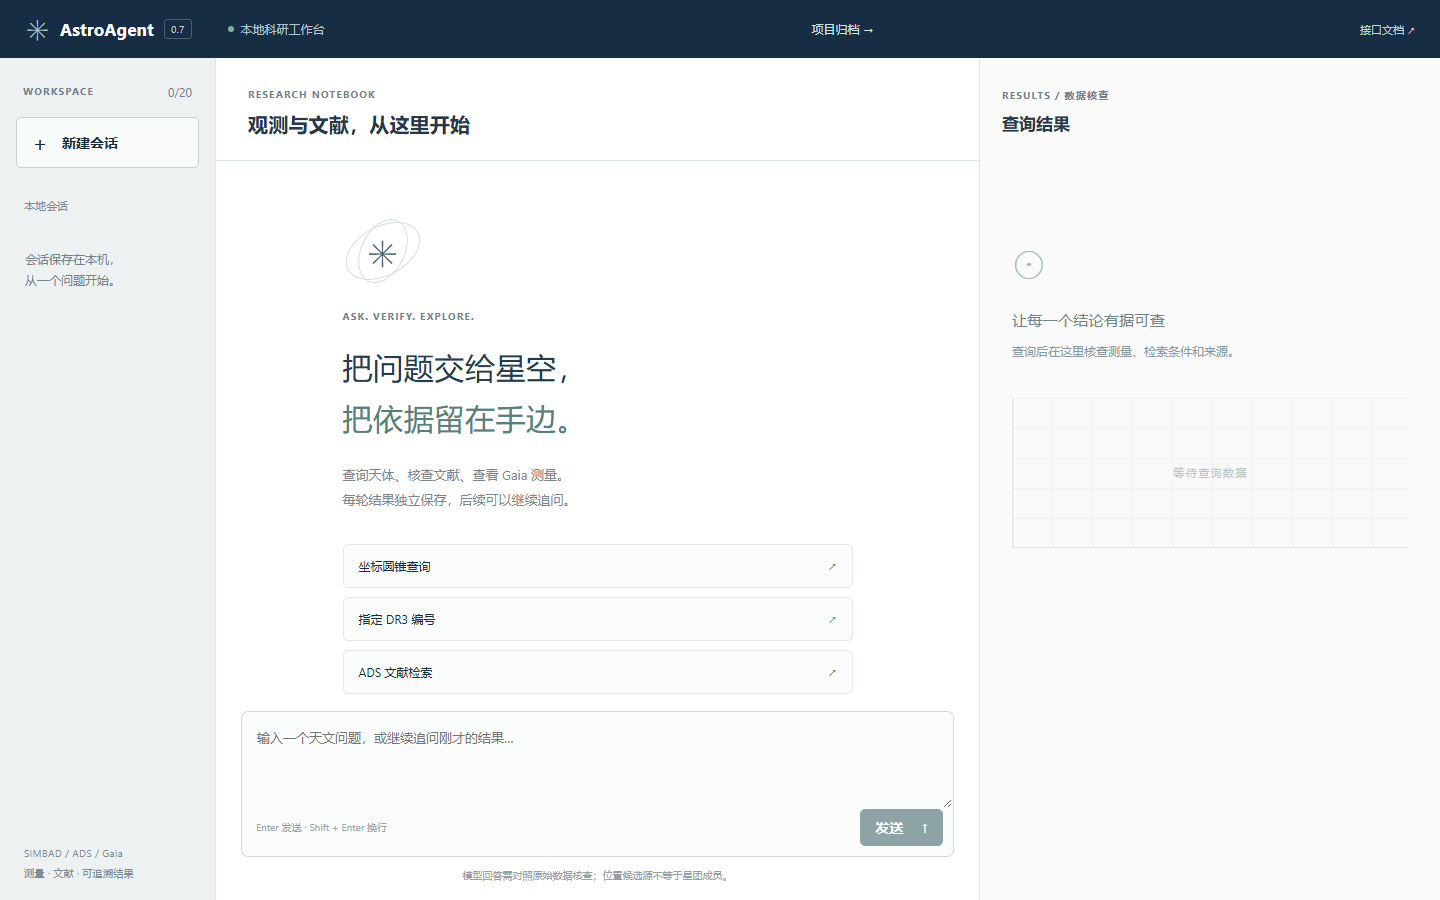 AstroAgent 0.7
本地科研工作台
项目归档 →
接口文档 ↗
WORKSPACE 0/20
+ 新建会话
本地会话
会话保存在本机，
从一个问题开始。
SIMBAD / ADS / Gaia
测量 · 文献 · 可追溯结果
RESEARCH NOTEBOOK
观测与文献，从这里开始
ASK. VERIFY. EXPLORE.
把问题交给星空，
把依据留在手边。
查询天体、核查文献、查看 Gaia 测量。
每轮结果独立保存，后续可以继续追问。
坐标圆锥查询 ↗
指定 DR3 编号 ↗
ADS 文献检索 ↗
输入一个天文问题，或继续追问刚才的结果...
Enter 发送 · Shift + Enter 换行
发送 ↑
模型回答需对照原始数据核查；位置候选源不等于星团成员。
RESULTS / 数据核查
查询结果
让每一个结论有据可查
查询后在这里核查测量、检索条件和来源。
等待查询数据